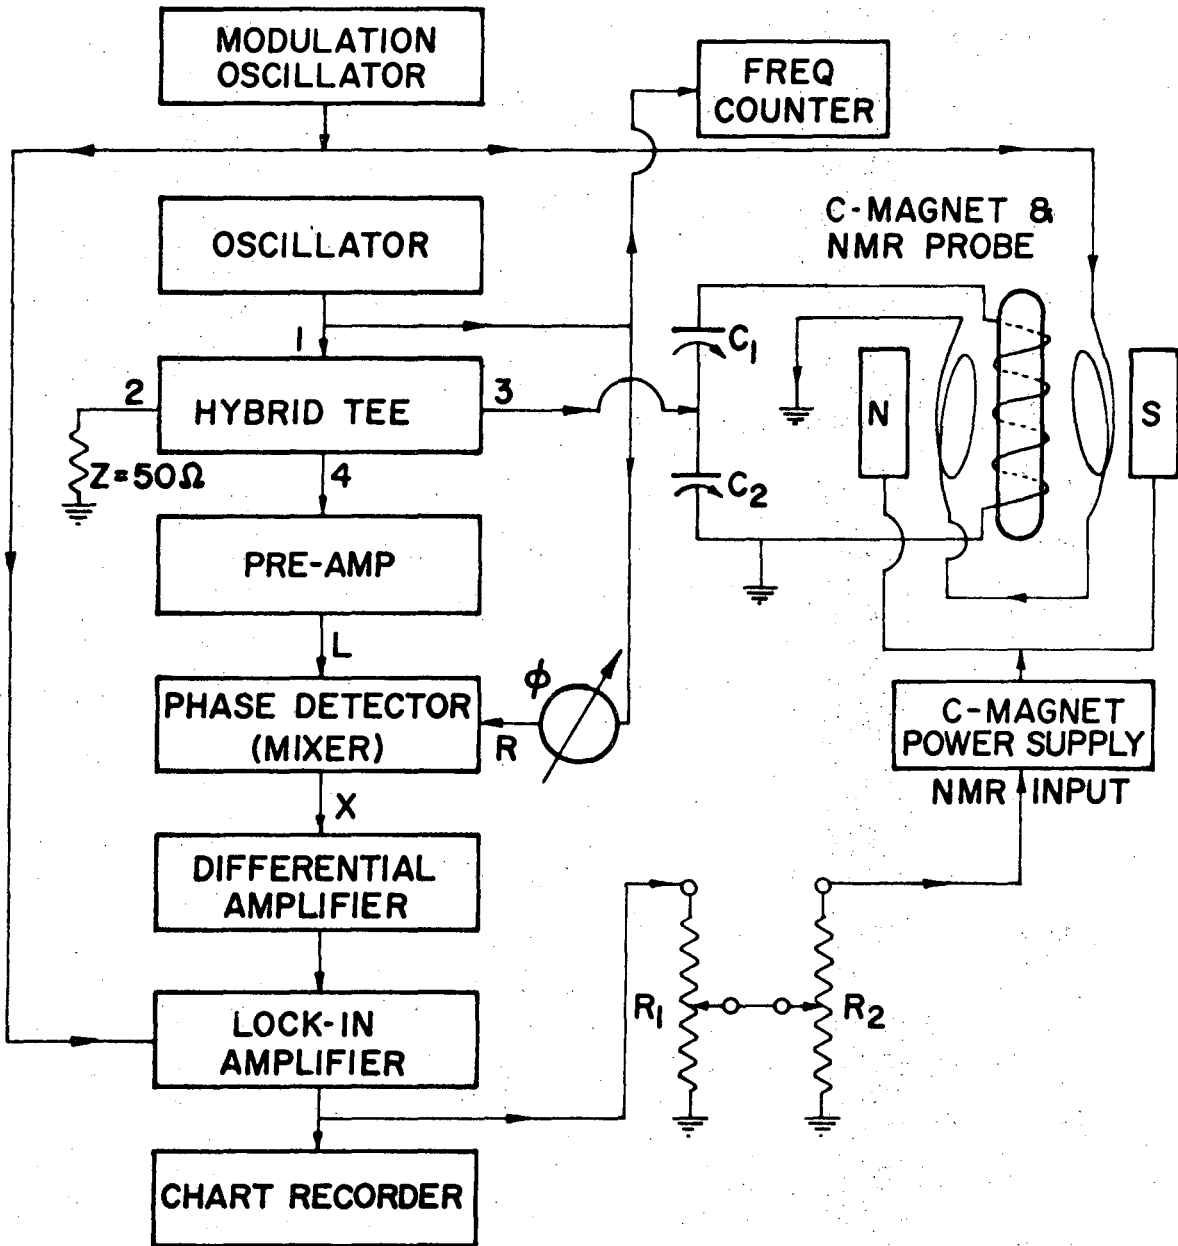 MODULATION
OSCILLATOR
FREQ
COUNTER
OSCILLATOR
C-MAGNET &
NMR PROBE
1
2
HYBRID TEE
3
C1
N
S
Z=50Ω
4
C2
PRE-AMP
L
PHASE DETECTOR
(MIXER)
R
ϕ
C-MAGNET
POWER SUPPLY
NMR INPUT
X
DIFFERENTIAL
AMPLIFIER
R1
R2
LOCK-IN
AMPLIFIER
CHART RECORDER